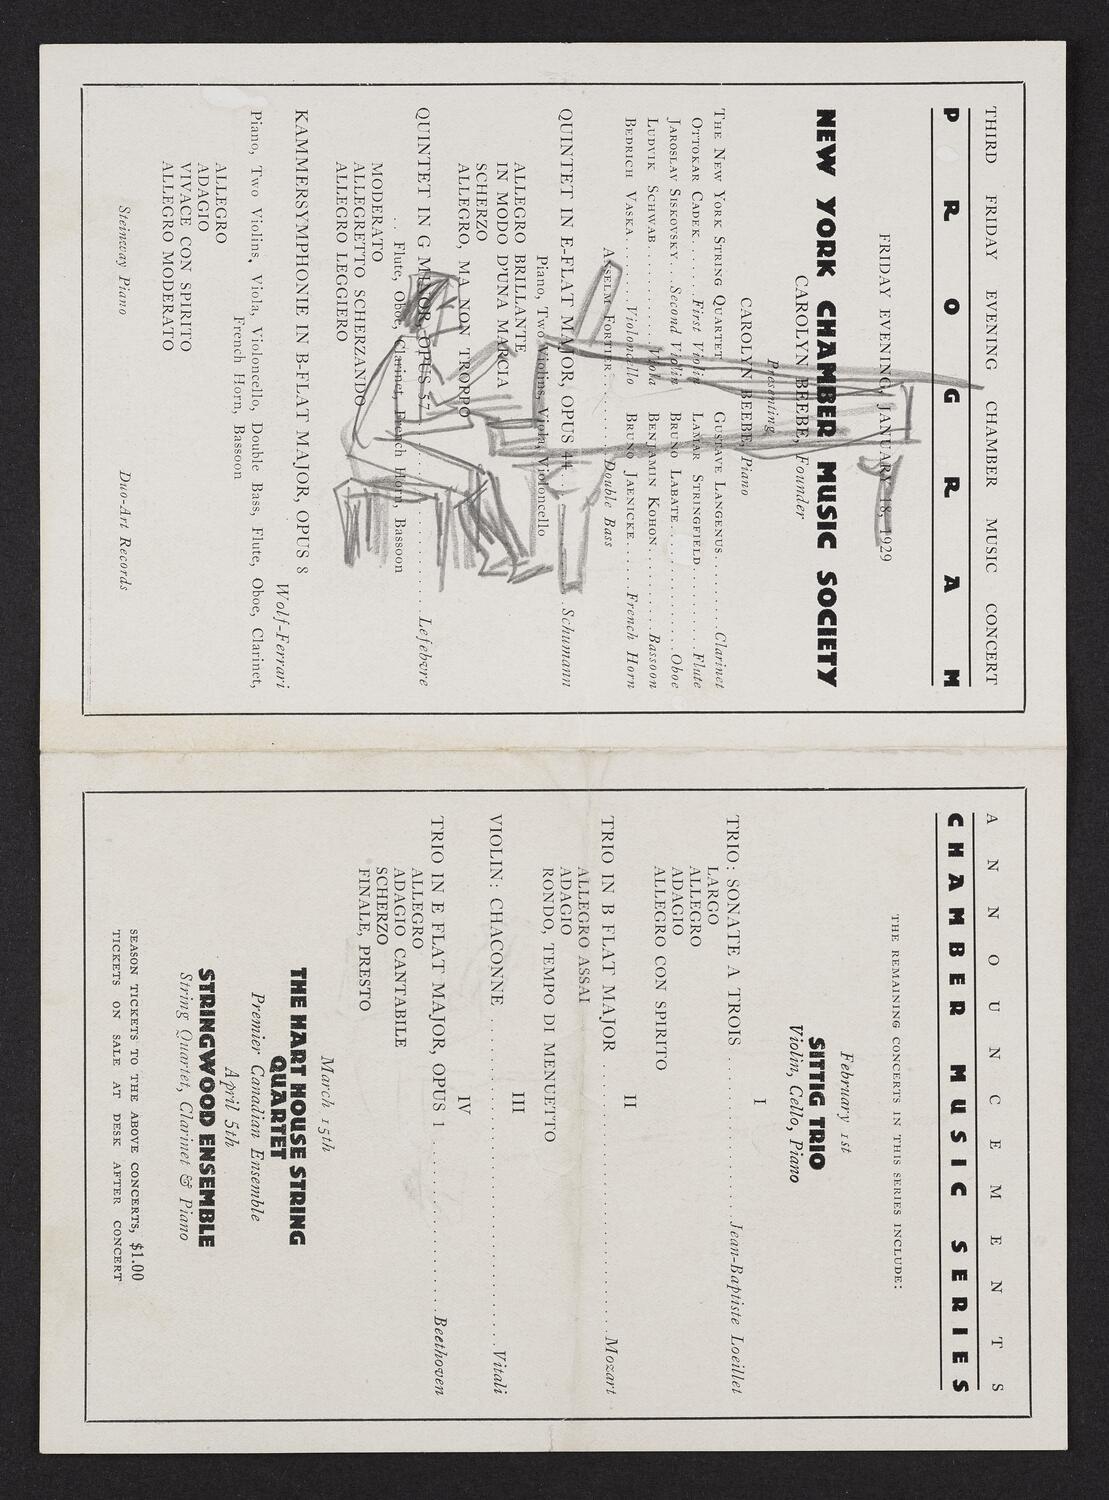 THIRD FRIDAY EVENING CHAMBER MUSIC CONCERT
PROGRAM
FRIDAY EVENING, JANUARY 18, 1929
NEW YORK CHAMBER MUSIC SOCIETY
CAROLYN BEEBE, Founder
Presenting
CAROLYN BEEBE, Piano
THE NEW YORK STRING QUARTET GUSTAVE LANGENUS........Clarinet
OTTOKAR CADEK......First Violin LAMAR STRINGFIELD........Flute
JAROSLAV SISKOVSKY...Second Violin BRUNO LABATE..............Oboe
LUDVIK SCHWAB...........Viola BENJAMIN KOHON.........Bassoon
BEDRICH VASKA........Violoncello BRUNO JAENICKE.....French Horn
ANSELM FORTIER...........Double Bass
QUINTET IN E-FLAT MAJOR, OPUS 44..............Schumann
Piano, Two Violins, Viola, Violoncello
ALLEGRO BRILLANTE
IN MODO D'UNA MARCIA
SCHERZO
ALLEGRO, MA NON TROPPO
QUINTET IN G MINOR, OPUS 57..................Lefebvre
Flute, Oboe, Clarinet, French Horn, Bassoon
MODERATO
ALLEGRETTO SCHERZANDO
ALLEGRO LEGGIERO
KAMMERSYMPHONIE IN B-FLAT MAJOR, OPUS 8
Wolf-Ferrari
Piano, Two Violins, Viola, Violoncello, Double Bass, Flute, Oboe, Clarinet,
French Horn, Bassoon
ALLEGRO
ADAGIO
VIVACE CON SPIRITO
ALLEGRO MODERATO
Steinway Piano Duo-Art Records
ANNOUNCEMENTS
CHAMBER MUSIC SERIES
THE REMAINING CONCERTS IN THIS SERIES INCLUDE:
February 1st
SITTIG TRIO
Violin, Cello, Piano
I
TRIO: SONATE A TROIS ..................Jean-Baptiste Loeillet
LARGO
ALLEGRO
ADAGIO
ALLEGRO CON SPIRITO
II
TRIO IN B FLAT MAJOR ..............................Mozart
ALLEGRO ASSAI
ADAGIO
RONDO, TEMPO DI MENUETTO
III
VIOLIN: CHACONNE ....................................Vitali
IV
TRIO IN E FLAT MAJOR, OPUS 1 ....................Beethoven
ALLEGRO
ADAGIO CANTABILE
SCHERZO
FINALE, PRESTO
March 15th
THE HART HOUSE STRING
QUARTET
Premier Canadian Ensemble
April 5th
STRINGWOOD ENSEMBLE
String Quartet, Clarinet & Piano
SEASON TICKETS TO THE ABOVE CONCERTS, $1.00
TICKETS ON SALE AT DESK AFTER CONCERT